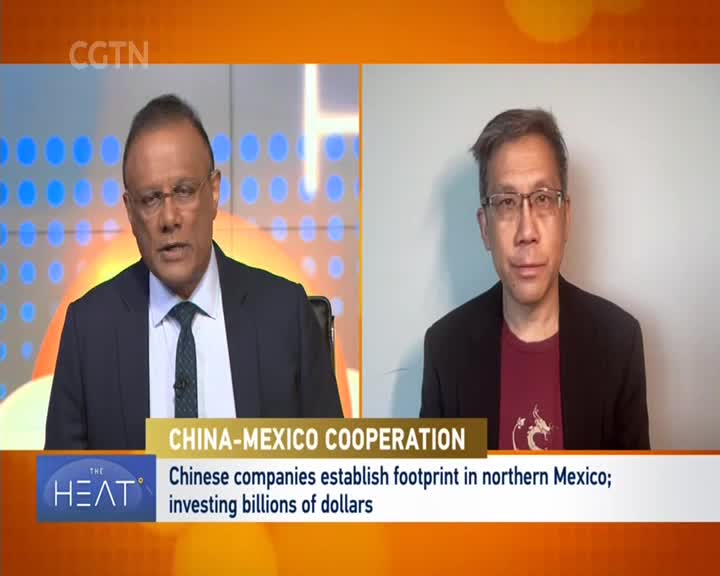 CGTN
CHINA-MEXICO COOPERATION
THE
HEAT
Chinese companies establish footprint in northern Mexico;
investing billions of dollars